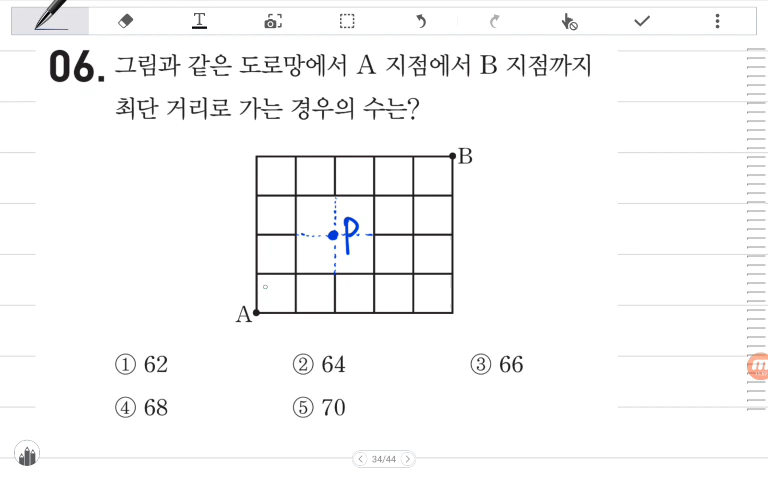 06. 그림과 같은 도로망에서 A 지점에서 B 지점까지
최단 거리로 가는 경우의 수는?
B
P
A
① 62 ② 64 ③ 66
④ 68 ⑤ 70
34/44